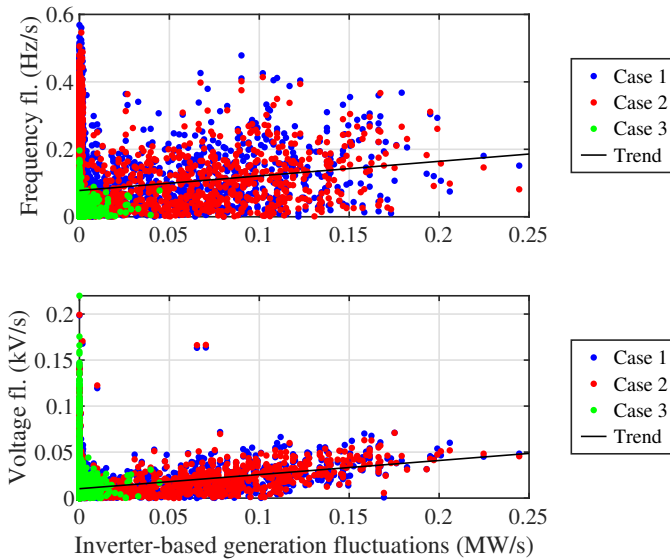 Frequency fl. (Hz/s)
0.6
0.4
0.2
0
0
0.05
0.1
0.15
0.2
0.25
Case 1
Case 2
Case 3
Trend
Voltage fl. (kV/s)
0.2
0.15
0.1
0.05
0
0
0.05
0.1
0.15
0.2
0.25
Inverter-based generation fluctuations (MW/s)
Case 1
Case 2
Case 3
Trend